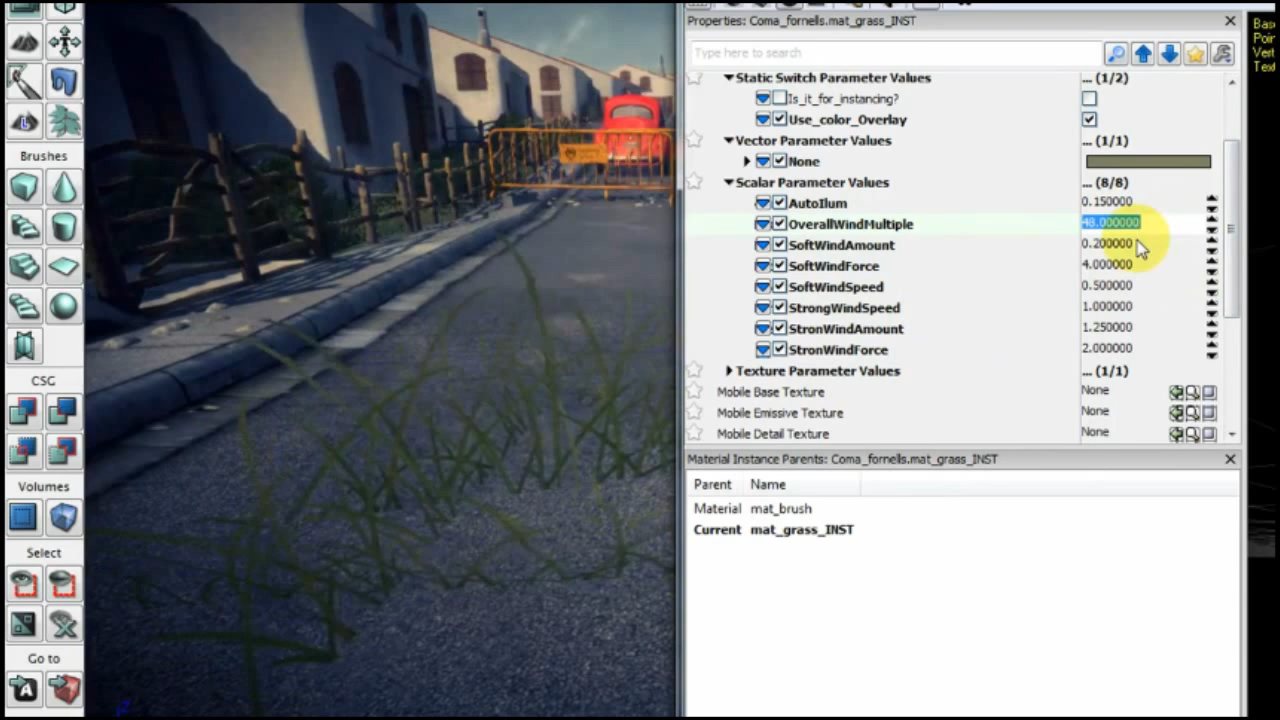 Properties: Coma_fornells.mat_grass_INST
Type here to search
Static Switch Parameter Values ... (1/2)
Is_it_for_instancing?
Use_color_Overlay
Vector Parameter Values ... (1/1)
None
Scalar Parameter Values ... (8/8)
AutoIlum 0.150000
OverallWindMultiple 48.000000
SoftWindAmount 0.200000
SoftWindForce 4.000000
SoftWindSpeed 0.500000
StrongWindSpeed 1.000000
StronWindAmount 1.250000
StronWindForce 2.000000
Texture Parameter Values ... (1/1)
Mobile Base Texture None
Mobile Emissive Texture None
Mobile Detail Texture None
Material Instance Parents: Coma_fornells.mat_grass_INST
Parent Name
Material mat_brush
Current mat_grass_INST
Brushes
CSG
Volumes
Select
Go to
Bas
Poin
Vert
Text